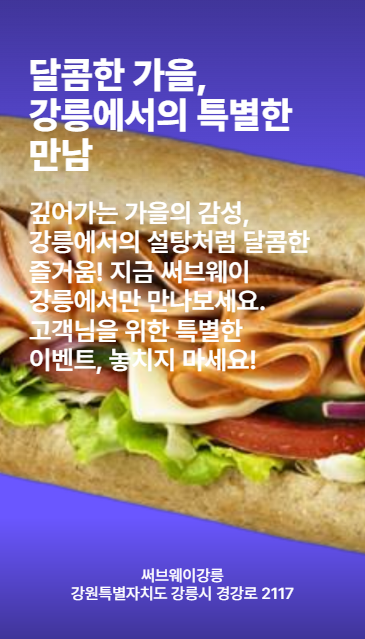 달콤한 가을,
강릉에서의 특별한
만남
깊어가는 가을의 감성,
강릉에서의 설탕처럼 달콤한
즐거움! 지금 써브웨이
강릉에서만 만나보세요.
고객님을 위한 특별한
이벤트, 놓치지 마세요!
써브웨이강릉
강원특별자치도 강릉시 경강로 2117